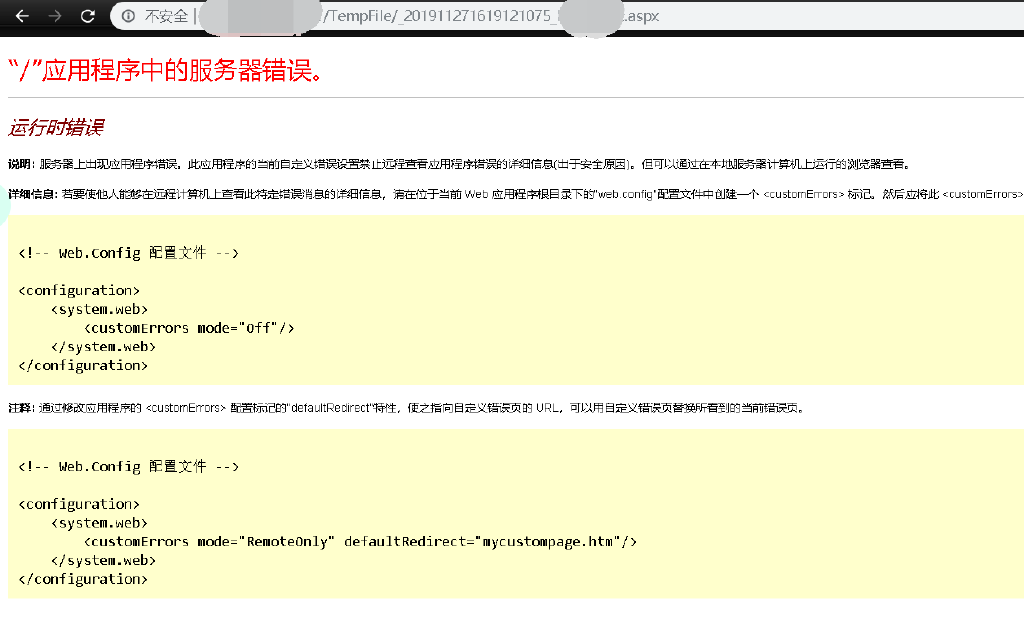 不安全 | /TempFile/_201911271619121075_ .aspx
“/”应用程序中的服务器错误。
运行时错误
说明: 服务器上出现应用程序错误。此应用程序的当前自定义错误设置禁止远程查看应用程序错误的详细信息(出于安全原因)。但可以通过在本地服务器计算机上运行的浏览器查看。
详细信息: 若要使他人能够在远程计算机上查看此特定错误消息的详细信息，请在位于当前 Web 应用程序根目录下的"web.config"配置文件中创建一个 <customErrors> 标记。然后应将此 <customErrors>
<!-- Web.Config 配置文件 -->
<configuration>
    <system.web>
        <customErrors mode="Off"/>
    </system.web>
</configuration>
注释: 通过修改应用程序的 <customErrors> 配置标记的"defaultRedirect"特性，使之指向自定义错误页的 URL，可以用自定义错误页替换所看到的当前错误页。
<!-- Web.Config 配置文件 -->
<configuration>
    <system.web>
        <customErrors mode="RemoteOnly" defaultRedirect="mycustompage.htm"/>
    </system.web>
</configuration>